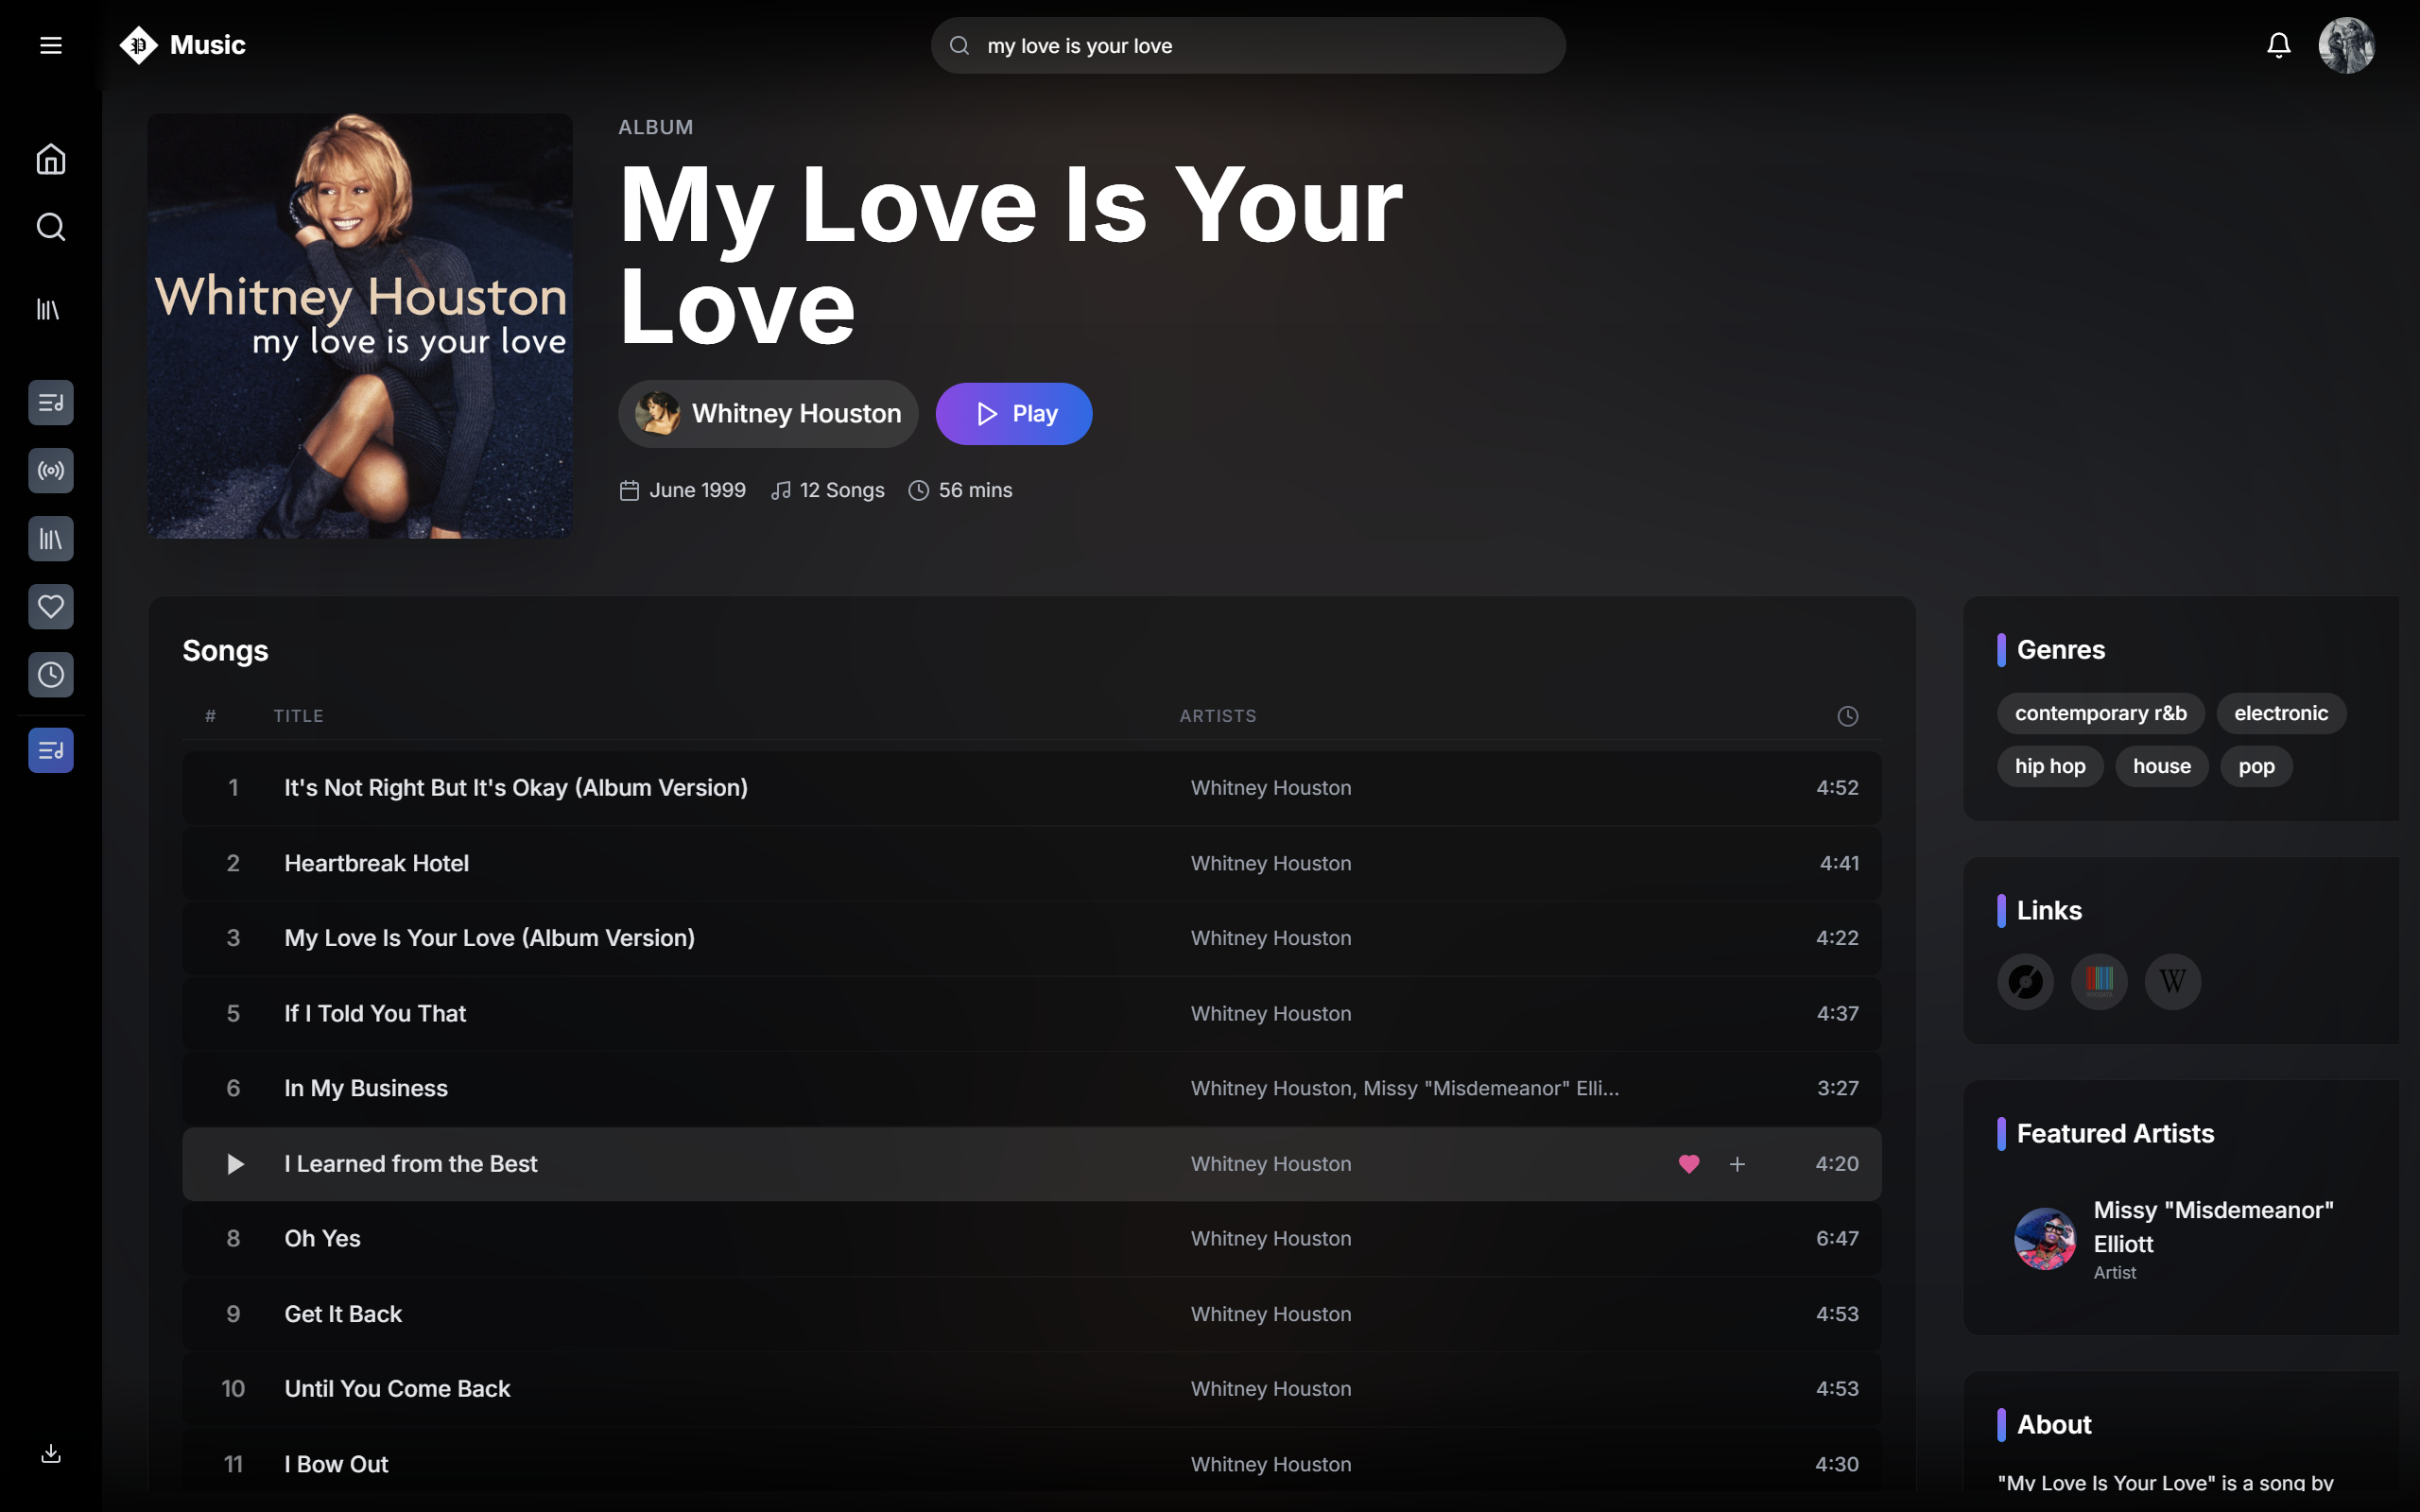 Music
my love is your love
Whitney Houston
my love is your love
ALBUM
My Love Is Your
Love
Whitney Houston
Play
June 1999 12 Songs 56 mins
Songs
# TITLE ARTISTS
1 It's Not Right But It's Okay (Album Version) Whitney Houston 4:52
2 Heartbreak Hotel Whitney Houston 4:41
3 My Love Is Your Love (Album Version) Whitney Houston 4:22
5 If I Told You That Whitney Houston 4:37
6 In My Business Whitney Houston, Missy "Misdemeanor" Elli... 3:27
I Learned from the Best Whitney Houston 4:20
8 Oh Yes Whitney Houston 6:47
9 Get It Back Whitney Houston 4:53
10 Until You Come Back Whitney Houston 4:53
11 I Bow Out Whitney Houston 4:30
Genres
contemporary r&b electronic
hip hop house pop
Links
W
Featured Artists
Missy "Misdemeanor"
Elliott
Artist
About
"My Love Is Your Love" is a song by